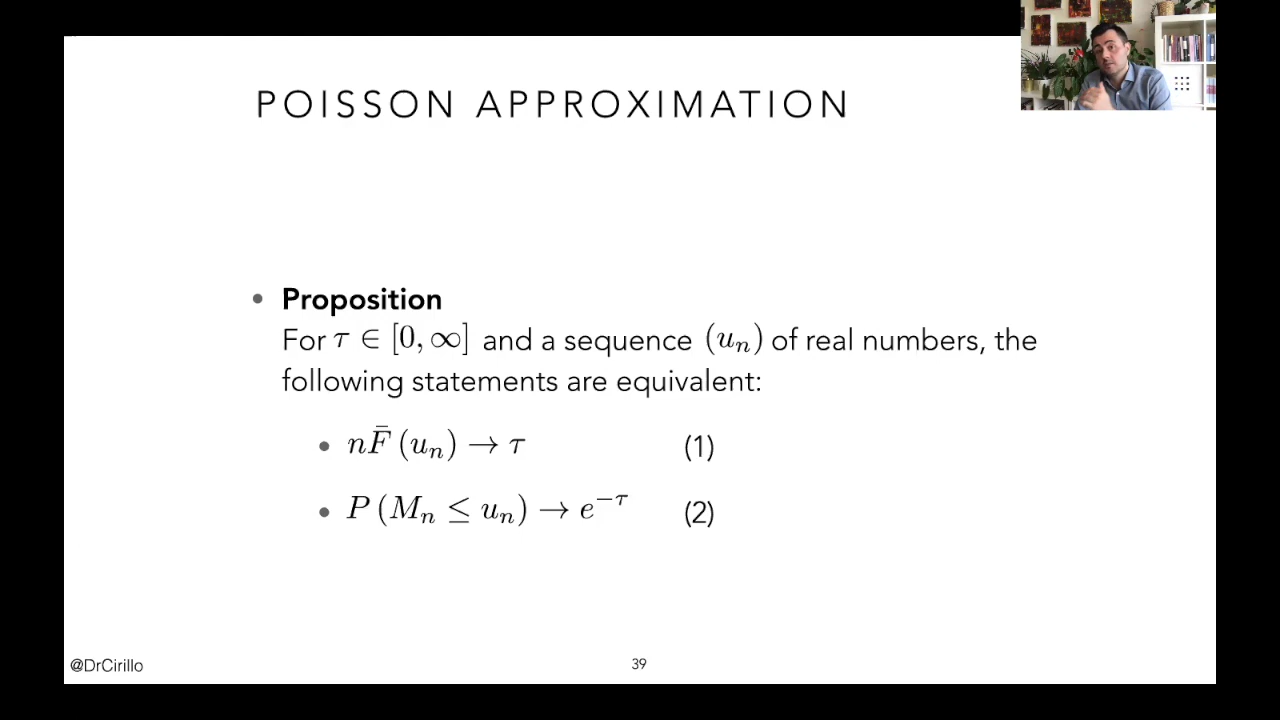 POISSON APPROXIMATION
• Proposition
For τ ∈ [0, ∞] and a sequence (uₙ) of real numbers, the
following statements are equivalent:
• nF̄ (uₙ) → τ (1)
• P (Mₙ ≤ uₙ) → e^{−τ} (2)
@DrCirillo
39